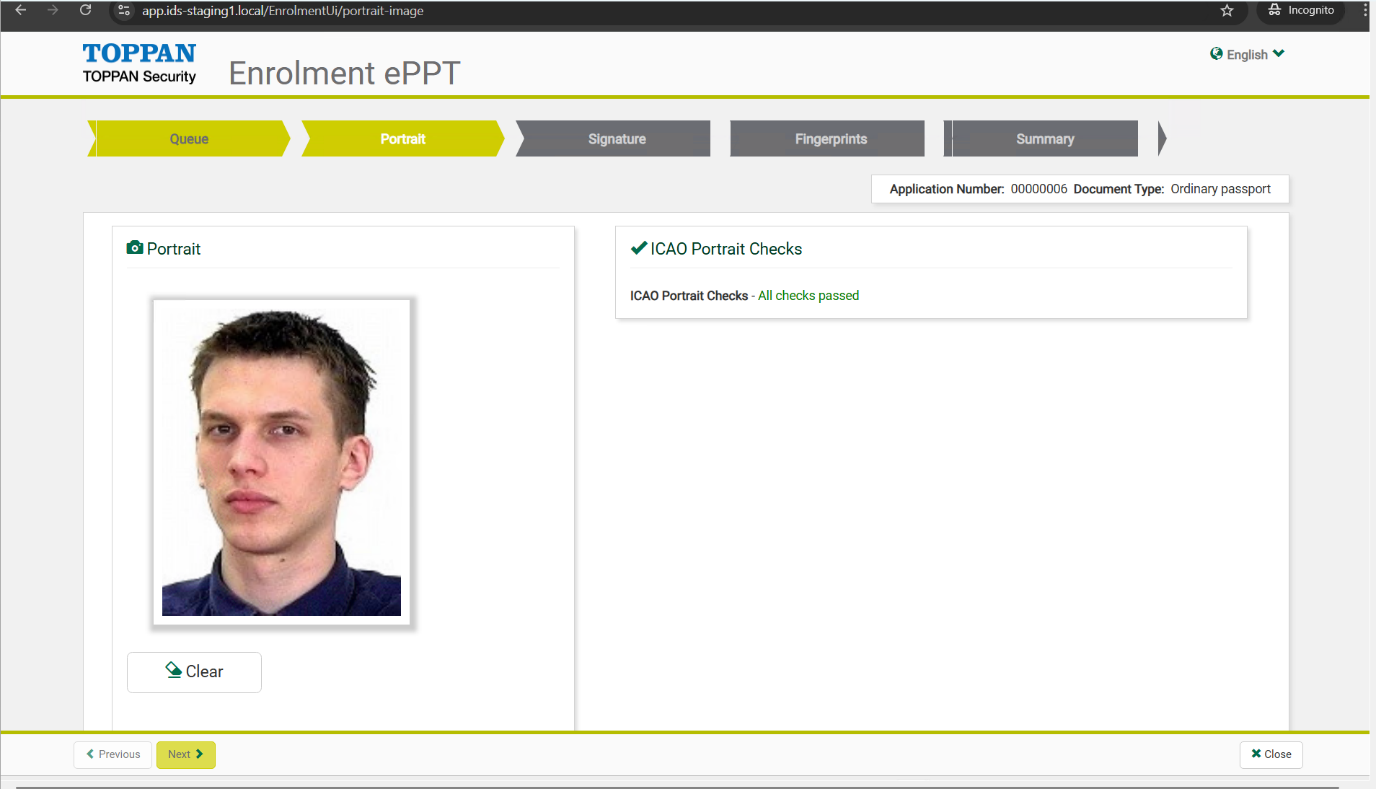 app.ids-staging1.local/EnrolmentUi/portrait-image
Incognito
TOPPAN
TOPPAN Security
Enrolment ePPT
English
Queue
Portrait
Signature
Fingerprints
Summary
Application Number: 00000006 Document Type: Ordinary passport
Portrait
ICAO Portrait Checks
ICAO Portrait Checks - All checks passed
Clear
Previous
Next
Close